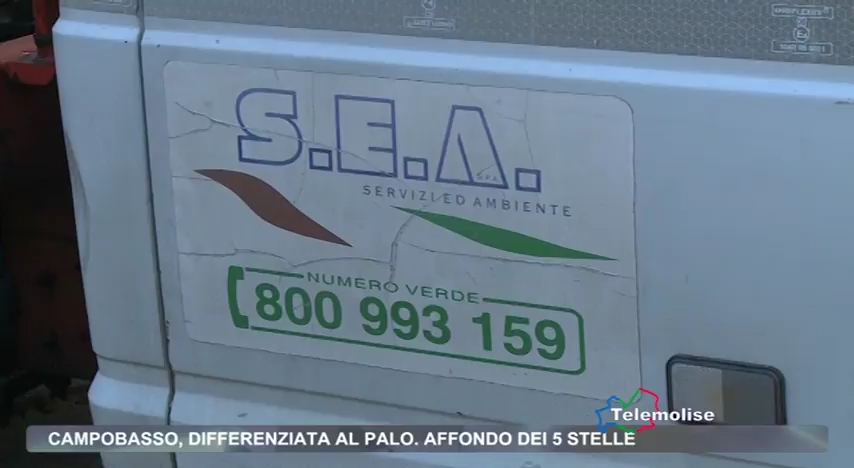 S.E.A.
SPA
SERVIZI ED AMBIENTE
NUMERO VERDE
800 993 159
Telemolise
CAMPOBASSO, DIFFERENZIATA AL PALO. AFFONDO DEI 5 STELLE